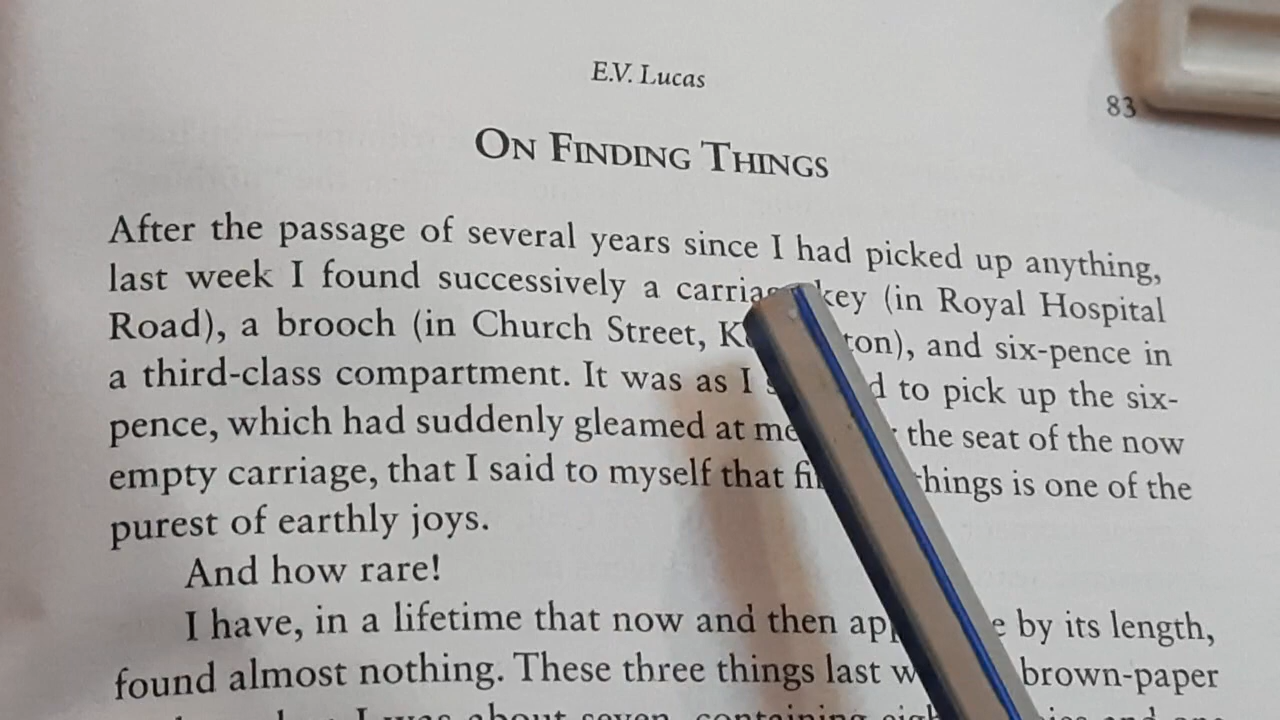 E.V. Lucas
83
ON FINDING THINGS
After the passage of several years since I had picked up anything,
last week I found successively a key (in Royal Hospital
Road), a brooch (in Church Street, and six-pence in
a third-class compartment. It was as I to pick up the six-
pence, which had suddenly gleamed at me the seat of the now
empty carriage, that I said to myself that things is one of the
purest of earthly joys.
And how rare!
I have, in a lifetime that now and then by its length,
found almost nothing. These three things last brown-paper
I was about seven, containing